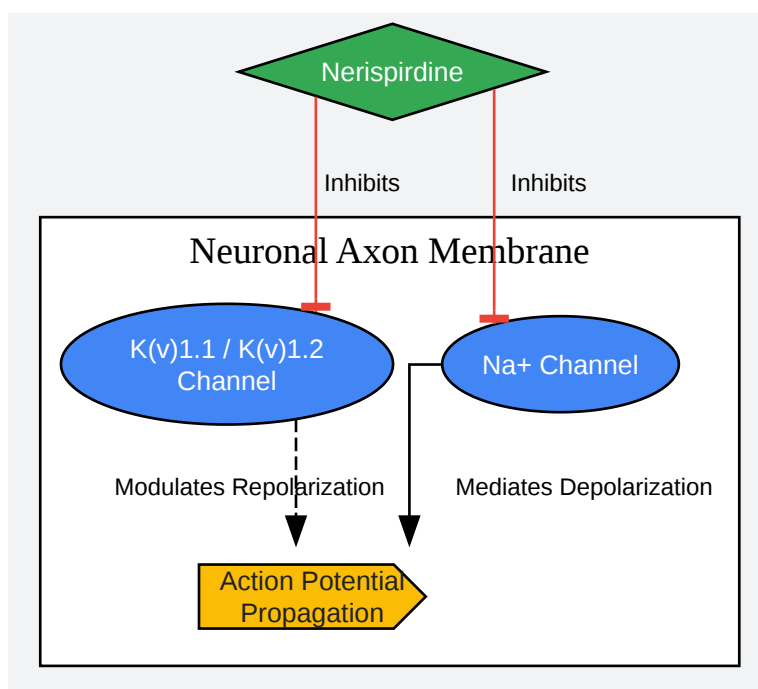 Nerispirdine
Inhibits
Inhibits
Neuronal Axon Membrane
K(v)1.1 / K(v)1.2
Channel
Na+ Channel
Modulates Repolarization
Mediates Depolarization
Action Potential
Propagation